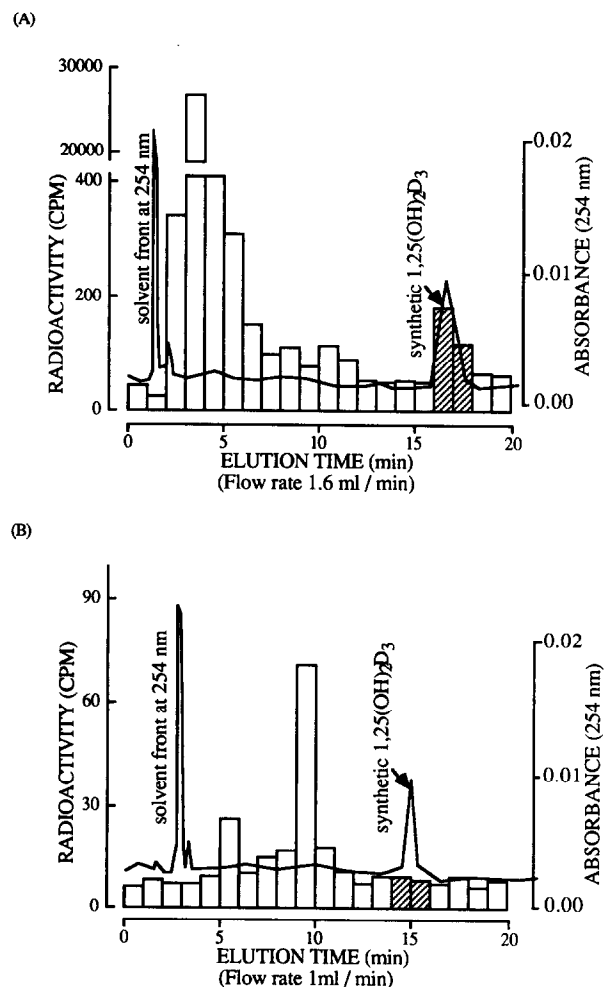 (A)
30000
20000
400
200
0
RADIOACTIVITY (CPM)
solvent front at 254 nm
synthetic 1,25(OH)2D3
0.02
0.01
0.00
ABSORBANCE (254 nm)
0 5 10 15 20
ELUTION TIME (min)
(Flow rate 1.6 ml / min)
(B)
90
60
30
0
RADIOACTIVITY (CPM)
solvent front at 254 nm
synthetic 1,25(OH)2D3
0.02
0.01
0.00
ABSORBANCE (254 nm)
0 5 10 15 20
ELUTION TIME (min)
(Flow rate 1ml / min)